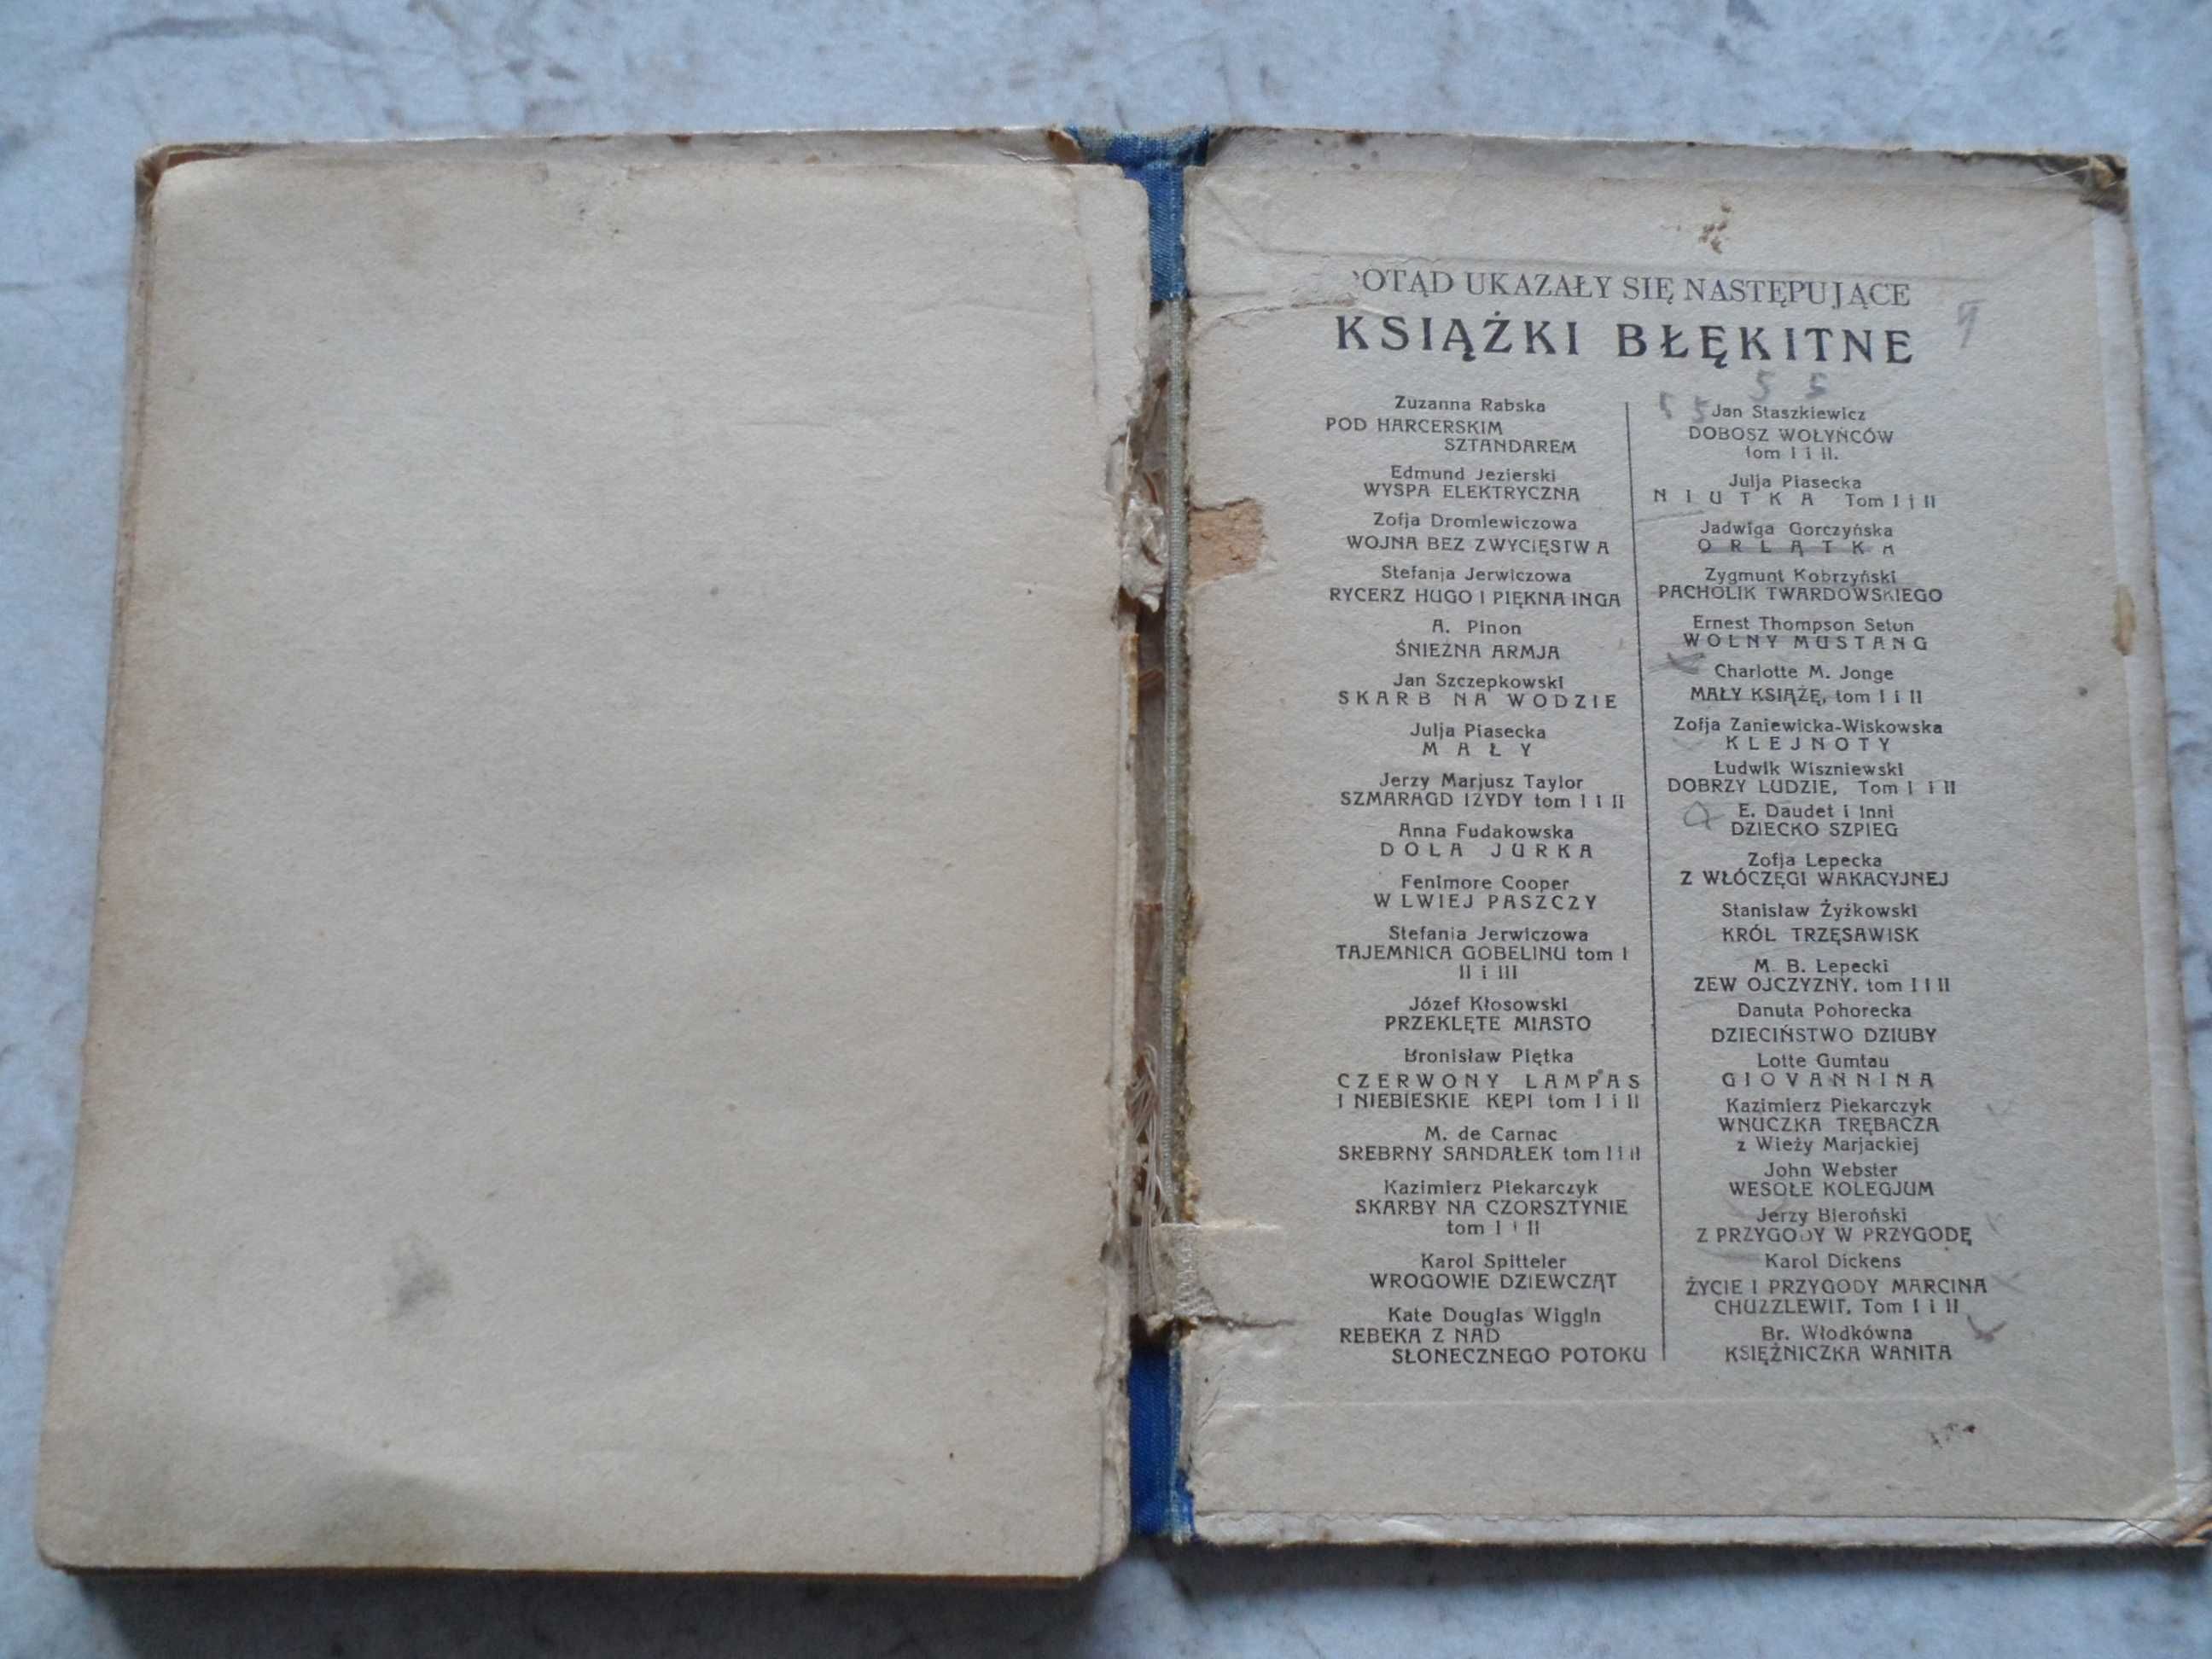 OTĄD UKAZAŁY SIĘ NASTĘPUJĄCE
KSIĄŻKI BŁĘKITNE
Zuzanna Rabska
POD HARCERSKIM
SZTANDAREM
Edmund Jezierski
WYSPA ELEKTRYCZNA
Zofja Dromlewiczowa
WOJNA BEZ ZWYCIĘSTWA
Stefanja Jerwiczowa
RYCERZ HUGO I PIĘKNA INGA
A. Pinon
ŚNIEŻNA ARMJA
Jan Szczepkowski
SKARB NA WODZIE
Julja Piasecka
MAŁY
Jerzy Marjusz Taylor
SZMARAGD IZYDY tom I i II
Anna Fudakowska
DOLA JURKA
Fenimore Cooper
W LWIEJ PASZCZY
Stefania Jerwiczowa
TAJEMNICA GOBELINU tom I
II i III
Józef Kłosowski
PRZEKLĘTE MIASTO
Bronisław Piętka
CZERWONY LAMPAS
I NIEBIESKIE KEPI tom I i II
M. de Carnac
SREBRNY SANDAŁEK tom I i II
Kazimierz Piekarczyk
SKARBY NA CZORSZTYNIE
tom I i II
Karol Spitteler
WROGOWIE DZIEWCZĄT
Kate Douglas Wiggin
REBEKA Z NAD
SŁONECZNEGO POTOKU
5 5
5 5
Jan Staszkiewicz
DOBOSZ WOŁYŃCÓW
tom I i II.
Julja Piasecka
NIUTKA Tom I i II
Jadwiga Gorczyńska
ORLĄTKA
Zygmunt Kobrzyński
PACHOLIK TWARDOWSKIEGO
Ernest Thompson Seton
WOLNY MUSTANG
Charlotte M. Jonge
MAŁY KSIĄŻĘ, tom I i II
Zofja Zaniewicka-Wiskowska
KLEJNOTY
Ludwik Wiszniewski
DOBRZY LUDZIE, Tom I i II
E. Daudet i Inni
DZIECKO SZPIEG
Zofja Lepecka
Z WŁÓCZĘGI WAKACYJNEJ
Stanisław Żyżkowski
KRÓL TRZĘSAWISK
M. B. Lepecki
ZEW OJCZYZNY. tom I i II
Danuta Pohorecka
DZIECIŃSTWO DZIUBY
Lotte Gumtau
GIOVANNINA
Kazimierz Piekarczyk
WNUCZKA TRĘBACZA
z Wieży Marjackiej
John Webster
WESOŁE KOLEGJUM
Jerzy Bieroński
Z PRZYGODY W PRZYGODĘ
Karol Dickens
ŻYCIE I PRZYGODY MARCINA
CHUZZLEWIT. Tom I i II
Br. Włodkówna
KSIĘŻNICZKA WANITA